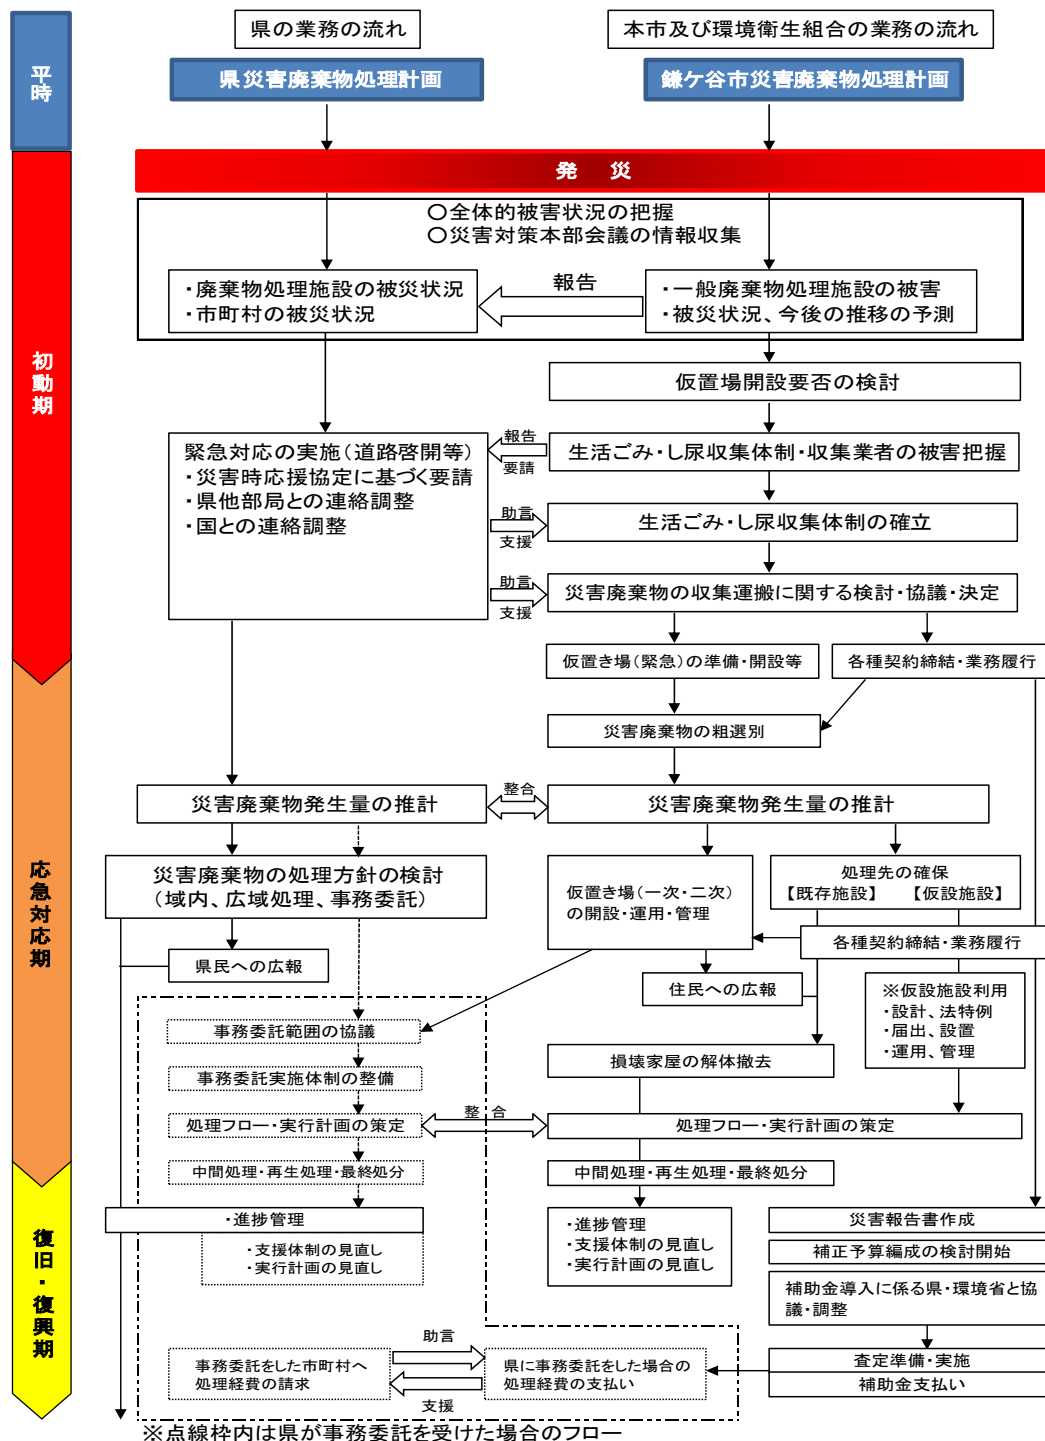 県の業務の流れ
本市及び環境衛生組合の業務の流れ
平時
県災害廃棄物処理計画
鎌ケ谷市災害廃棄物処理計画
発 災
○全体的被害状況の把握
○災害対策本部会議の情報収集
初動期
・廃棄物処理施設の被災状況
・市町村の被災状況
報告
・一般廃棄物処理施設の被害
・被災状況、今後の推移の予測
仮置場開設要否の検討
緊急対応の実施（道路啓開等）
・災害時応援協定に基づく要請
・県他部局との連絡調整
・国との連絡調整
報告
要請
生活ごみ・し尿収集体制・収集業者の被害把握
助言
支援
生活ごみ・し尿収集体制の確立
助言
支援
災害廃棄物の収集運搬に関する検討・協議・決定
仮置き場（緊急）の準備・開設等
各種契約締結・業務履行
災害廃棄物の粗選別
応急対応期
災害廃棄物発生量の推計
整合
災害廃棄物発生量の推計
災害廃棄物の処理方針の検討
（域内、広域処理、事務委託）
仮置き場（一次・二次）
の開設・運用・管理
処理先の確保
【既存施設】 【仮設施設】
各種契約締結・業務履行
県民への広報
住民への広報
※仮設施設利用
・設計、法特例
・届出、設置
・運用、管理
事務委託範囲の協議
損壊家屋の解体撤去
事務委託実施体制の整備
処理フロー・実行計画の策定
整 合
処理フロー・実行計画の策定
中間処理・再生処理・最終処分
中間処理・再生処理・最終処分
復旧・復興期
・進捗管理
・支援体制の見直し
・実行計画の見直し
・進捗管理
・支援体制の見直し
・実行計画の見直し
災害報告書作成
補正予算編成の検討開始
補助金導入に係る県・環境省と協
議・調整
事務委託をした市町村へ
処理経費の請求
助言
支援
県に事務委託をした場合の
処理経費の支払い
査定準備・実施
補助金支払い
※点線枠内は県が事務委託を受けた場合のフロー